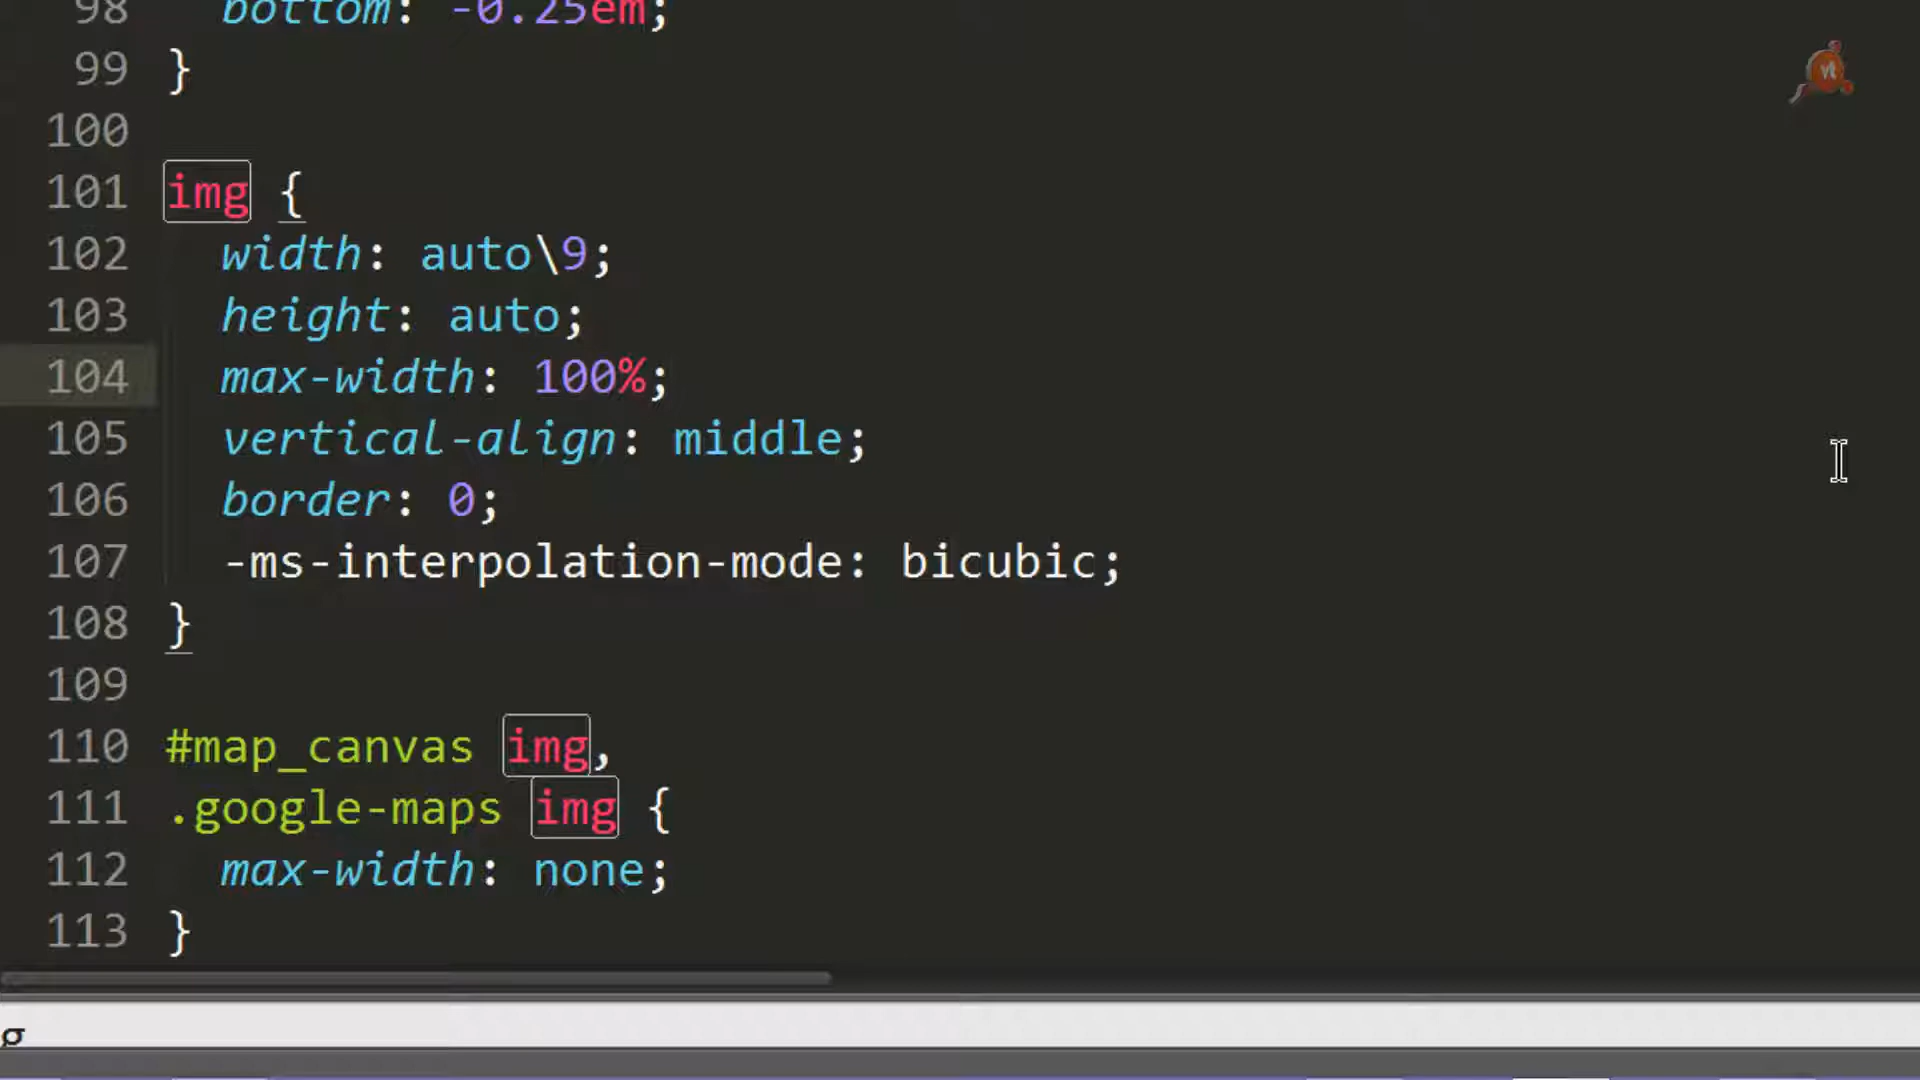 98 bottom: -0.25em;
99 }
100
101 img {
102 width: auto\9;
103 height: auto;
104 max-width: 100%;
105 vertical-align: middle;
106 border: 0;
107 -ms-interpolation-mode: bicubic;
108 }
109
110 #map_canvas img,
111 .google-maps img {
112 max-width: none;
113 }
vt